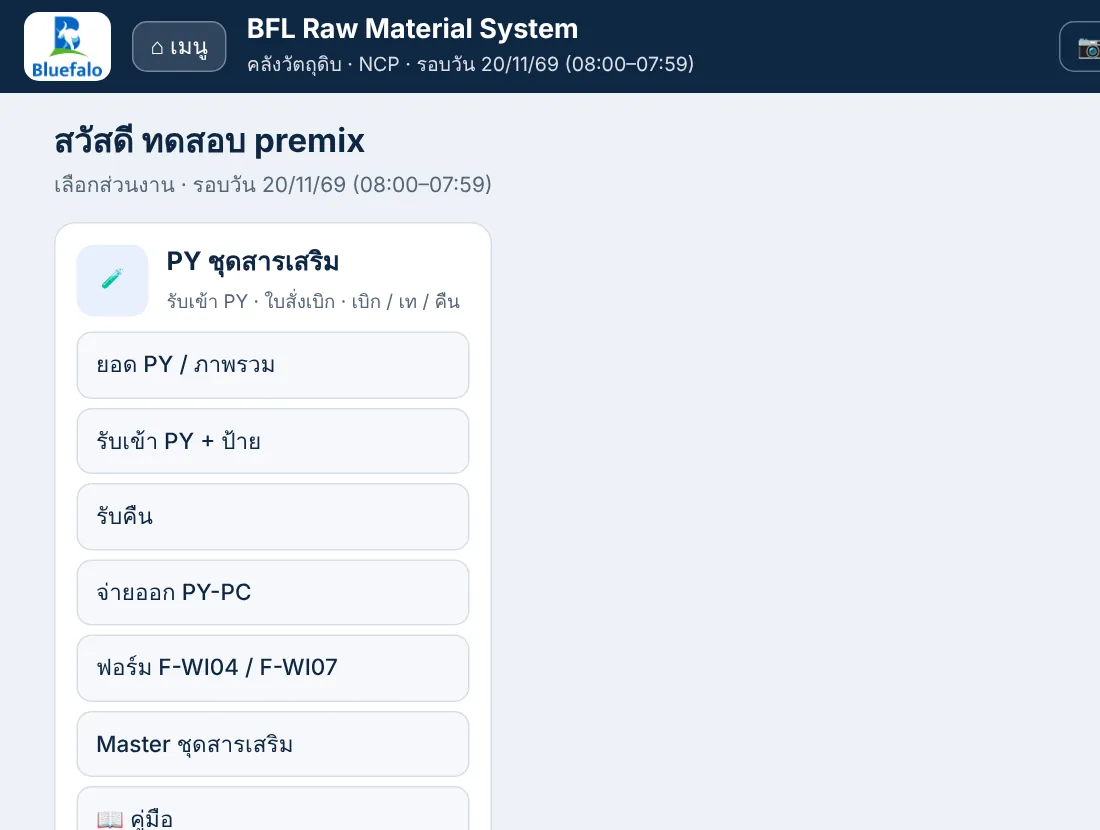 Bluefalo
⌂ เมนู
BFL Raw Material System
คลังวัตถุดิบ · NCP · รอบวัน 20/11/69 (08:00–07:59)
สวัสดี ทดสอบ premix
เลือกส่วนงาน · รอบวัน 20/11/69 (08:00–07:59)
PY ชุดสารเสริม
รับเข้า PY · ใบสั่งเบิก · เบิก / เท / คืน
ยอด PY / ภาพรวม
รับเข้า PY + ป้าย
รับคืน
จ่ายออก PY-PC
ฟอร์ม F-WI04 / F-WI07
Master ชุดสารเสริม
📖 คู่มือ